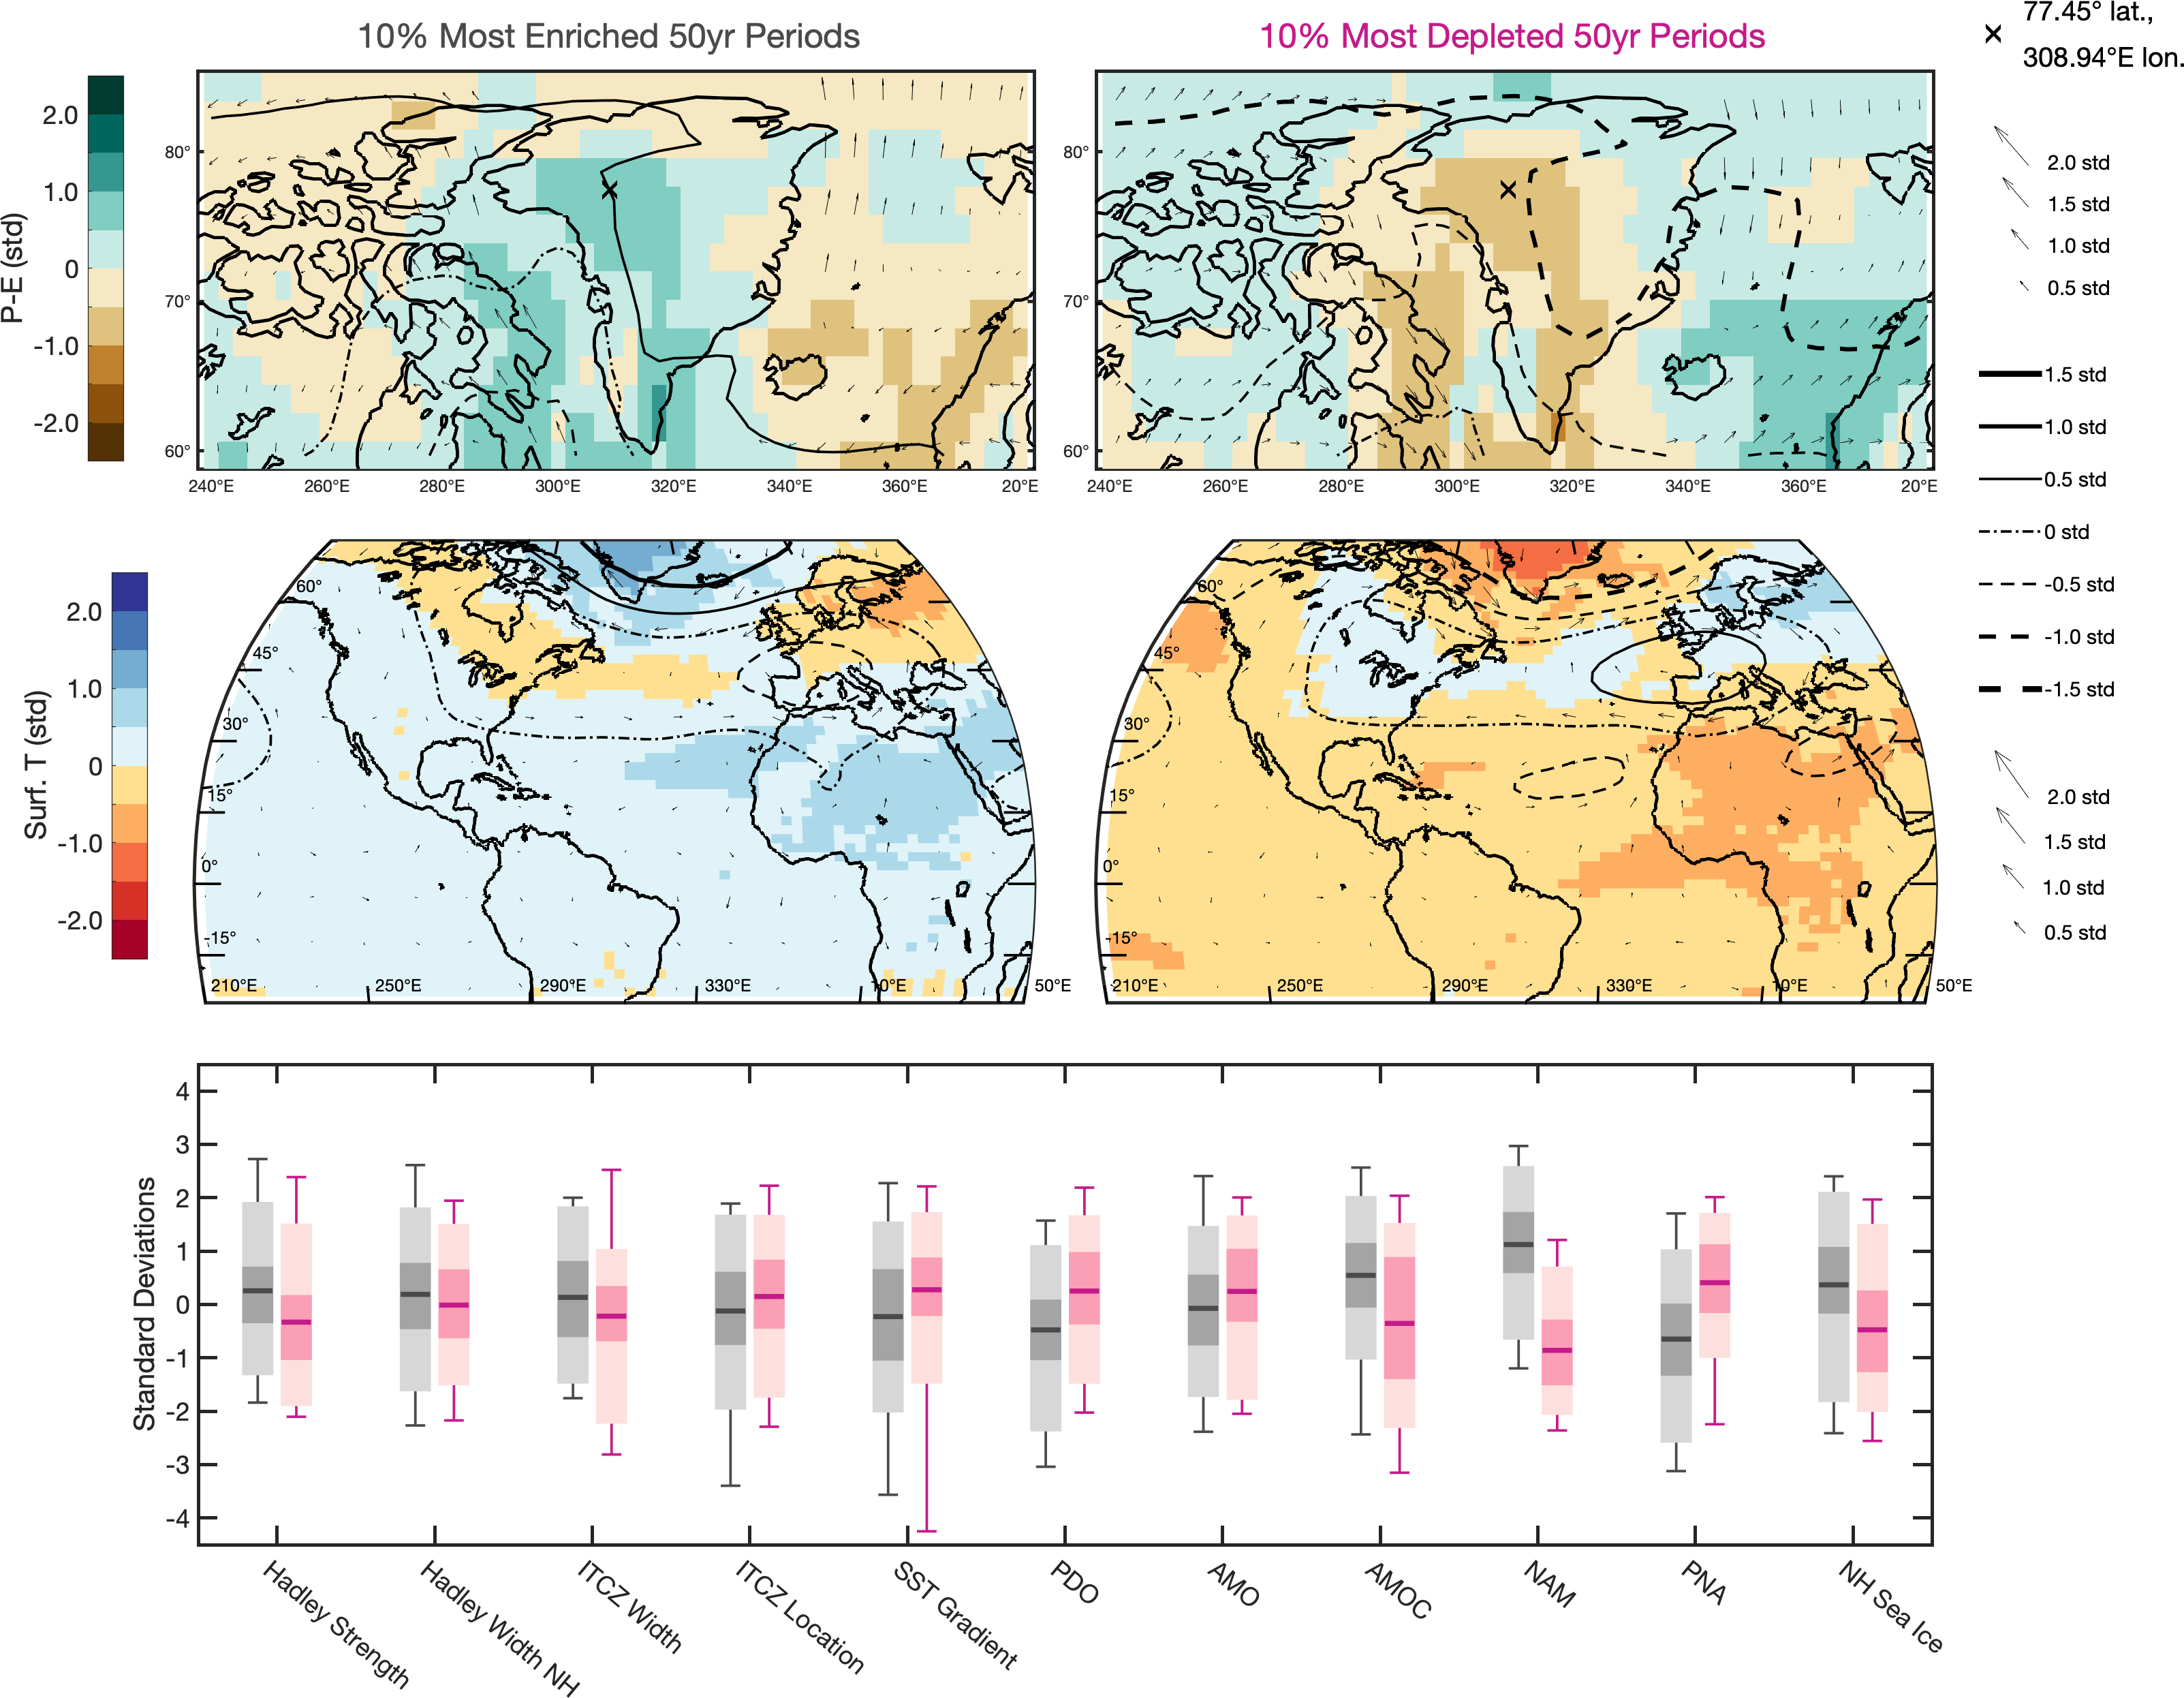 10% Most Enriched 50yr Periods
10% Most Depleted 50yr Periods
77.45° lat.,
308.94°E lon.
P-E (std)
2.0
1.0
0
-1.0
-2.0
80°
70°
60°
240°E 260°E 280°E 300°E 320°E 340°E 360°E 20°E
80°
70°
60°
240°E 260°E 280°E 300°E 320°E 340°E 360°E 20°E
2.0 std
1.5 std
1.0 std
0.5 std
1.5 std
1.0 std
0.5 std
0 std
-0.5 std
-1.0 std
-1.5 std
Surf. T (std)
2.0
1.0
0
-1.0
-2.0
60°
45°
30°
15°
0°
-15°
210°E 250°E 290°E 330°E 10°E 50°E
60°
45°
30°
15°
0°
-15°
210°E 250°E 290°E 330°E 10°E 50°E
2.0 std
1.5 std
1.0 std
0.5 std
Standard Deviations
4
3
2
1
0
-1
-2
-3
-4
Hadley Strength
Hadley Width NH
ITCZ Width
ITCZ Location
SST Gradient
PDO
AMO
AMOC
NAM
PNA
NH Sea Ice